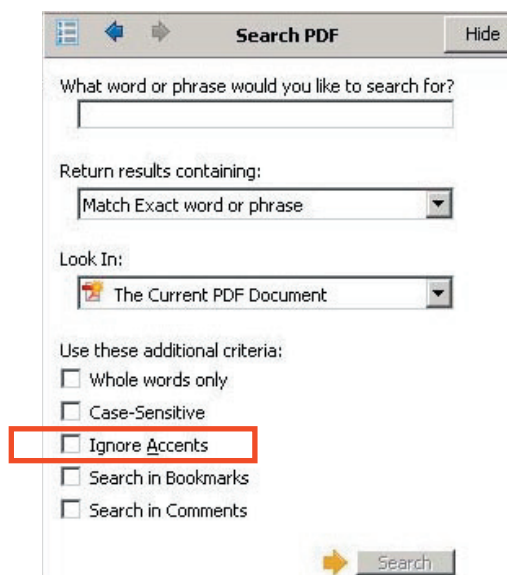 Search PDF Hide
What word or phrase would you like to search for?
Return results containing:
Match Exact word or phrase
Look In:
The Current PDF Document
Use these additional criteria:
Whole words only
Case-Sensitive
Ignore Accents
Search in Bookmarks
Search in Comments
Search